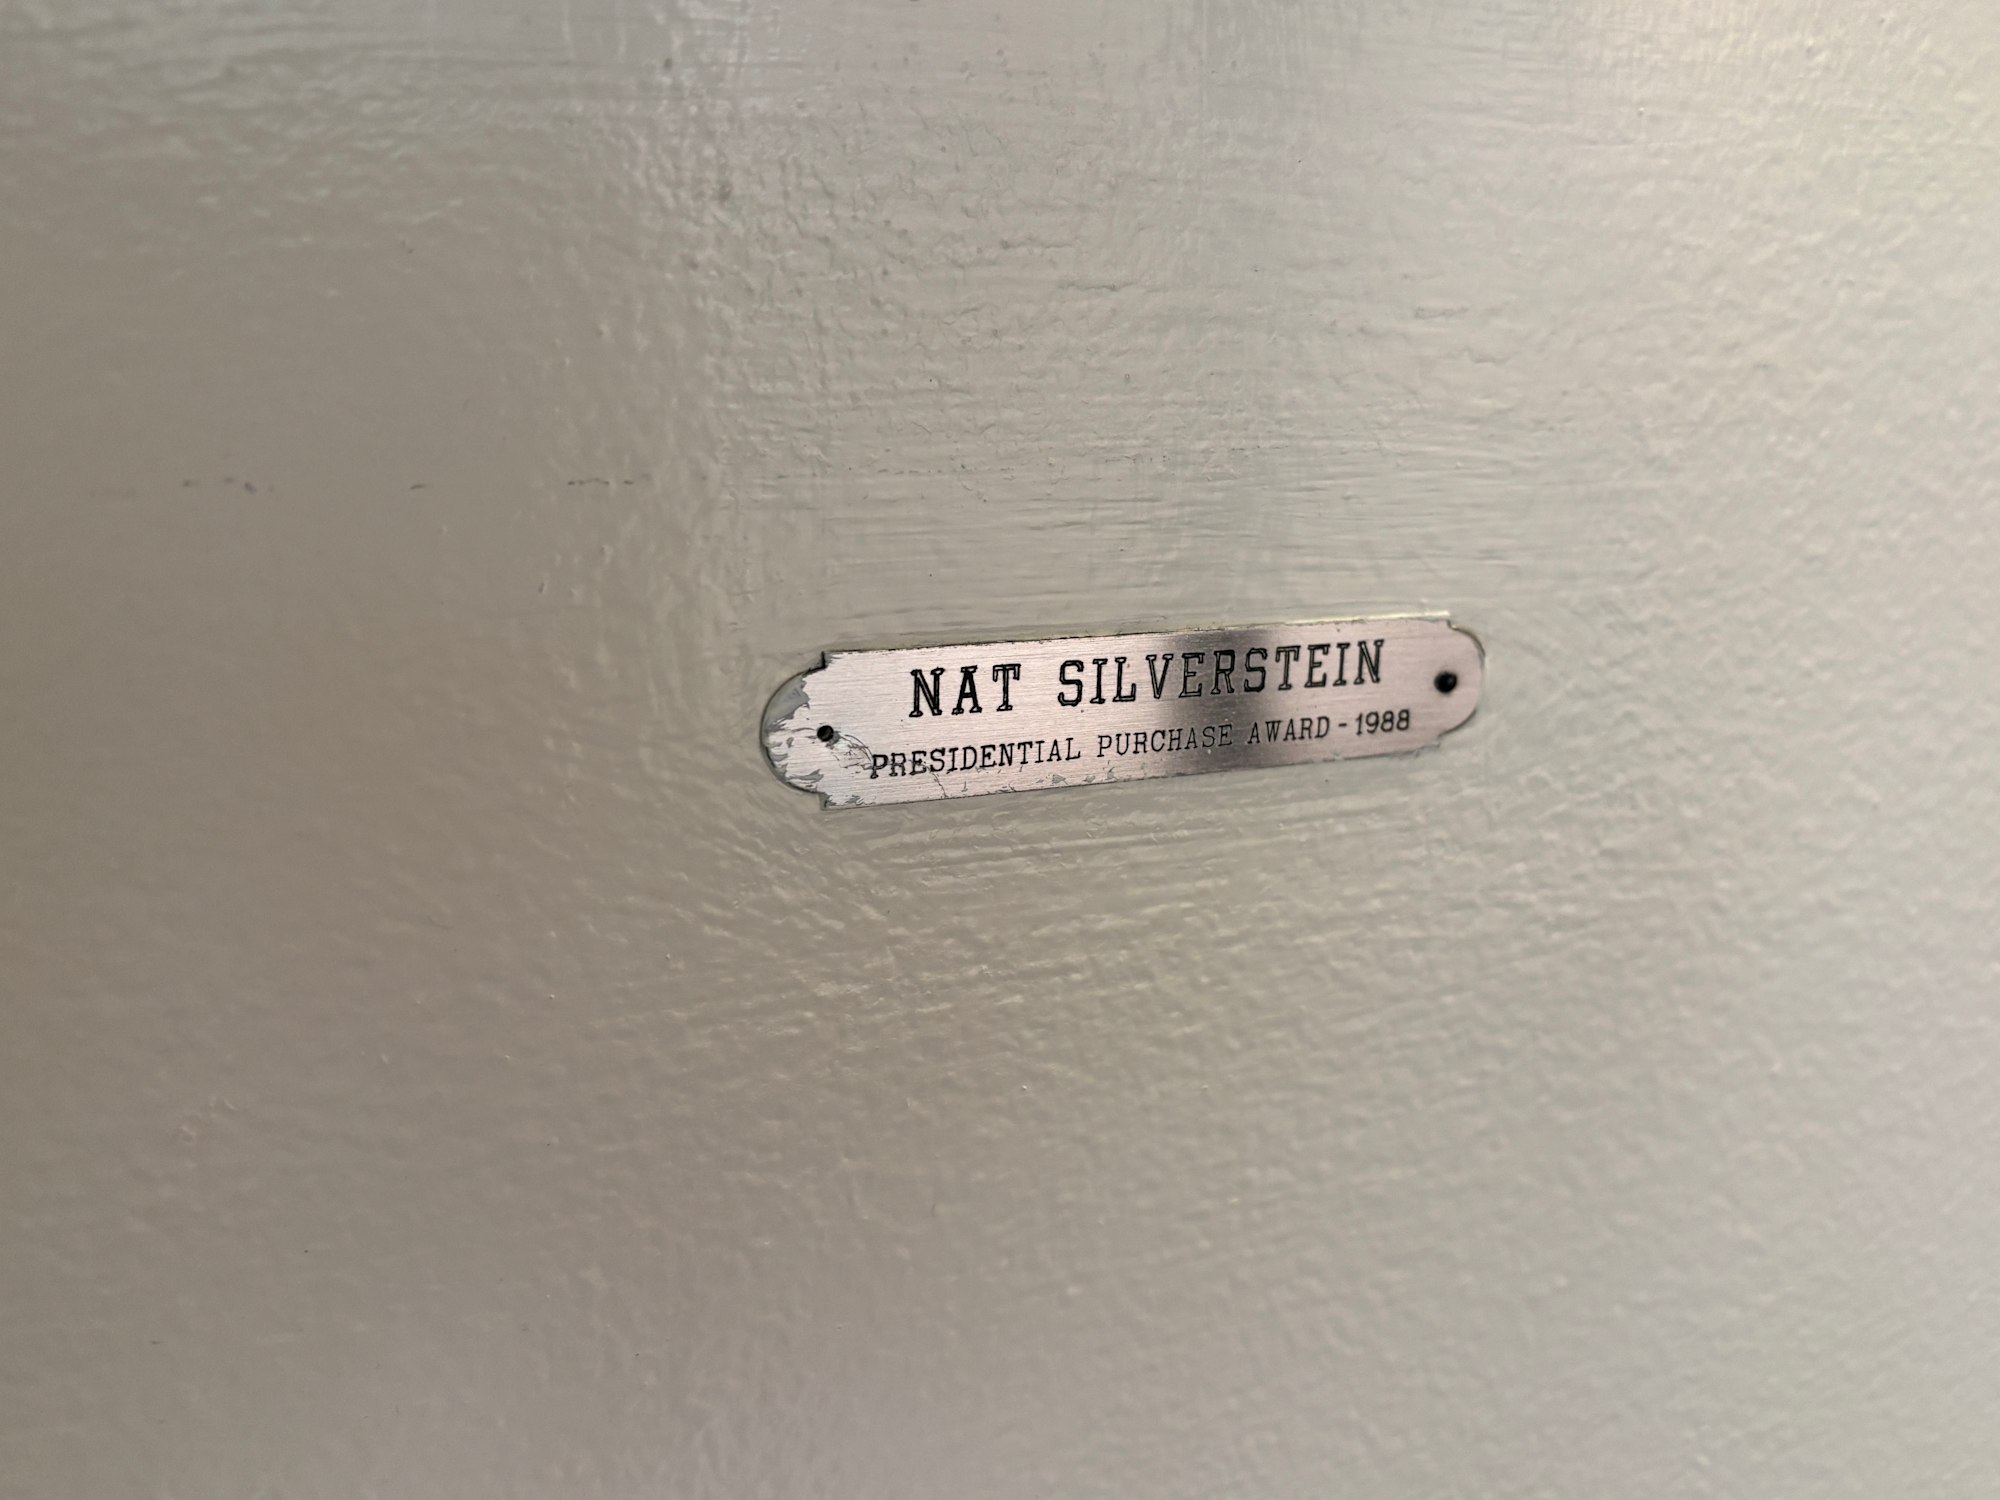 NAT SILVERSTEIN
PRESIDENTIAL PURCHASE AWARD - 1988